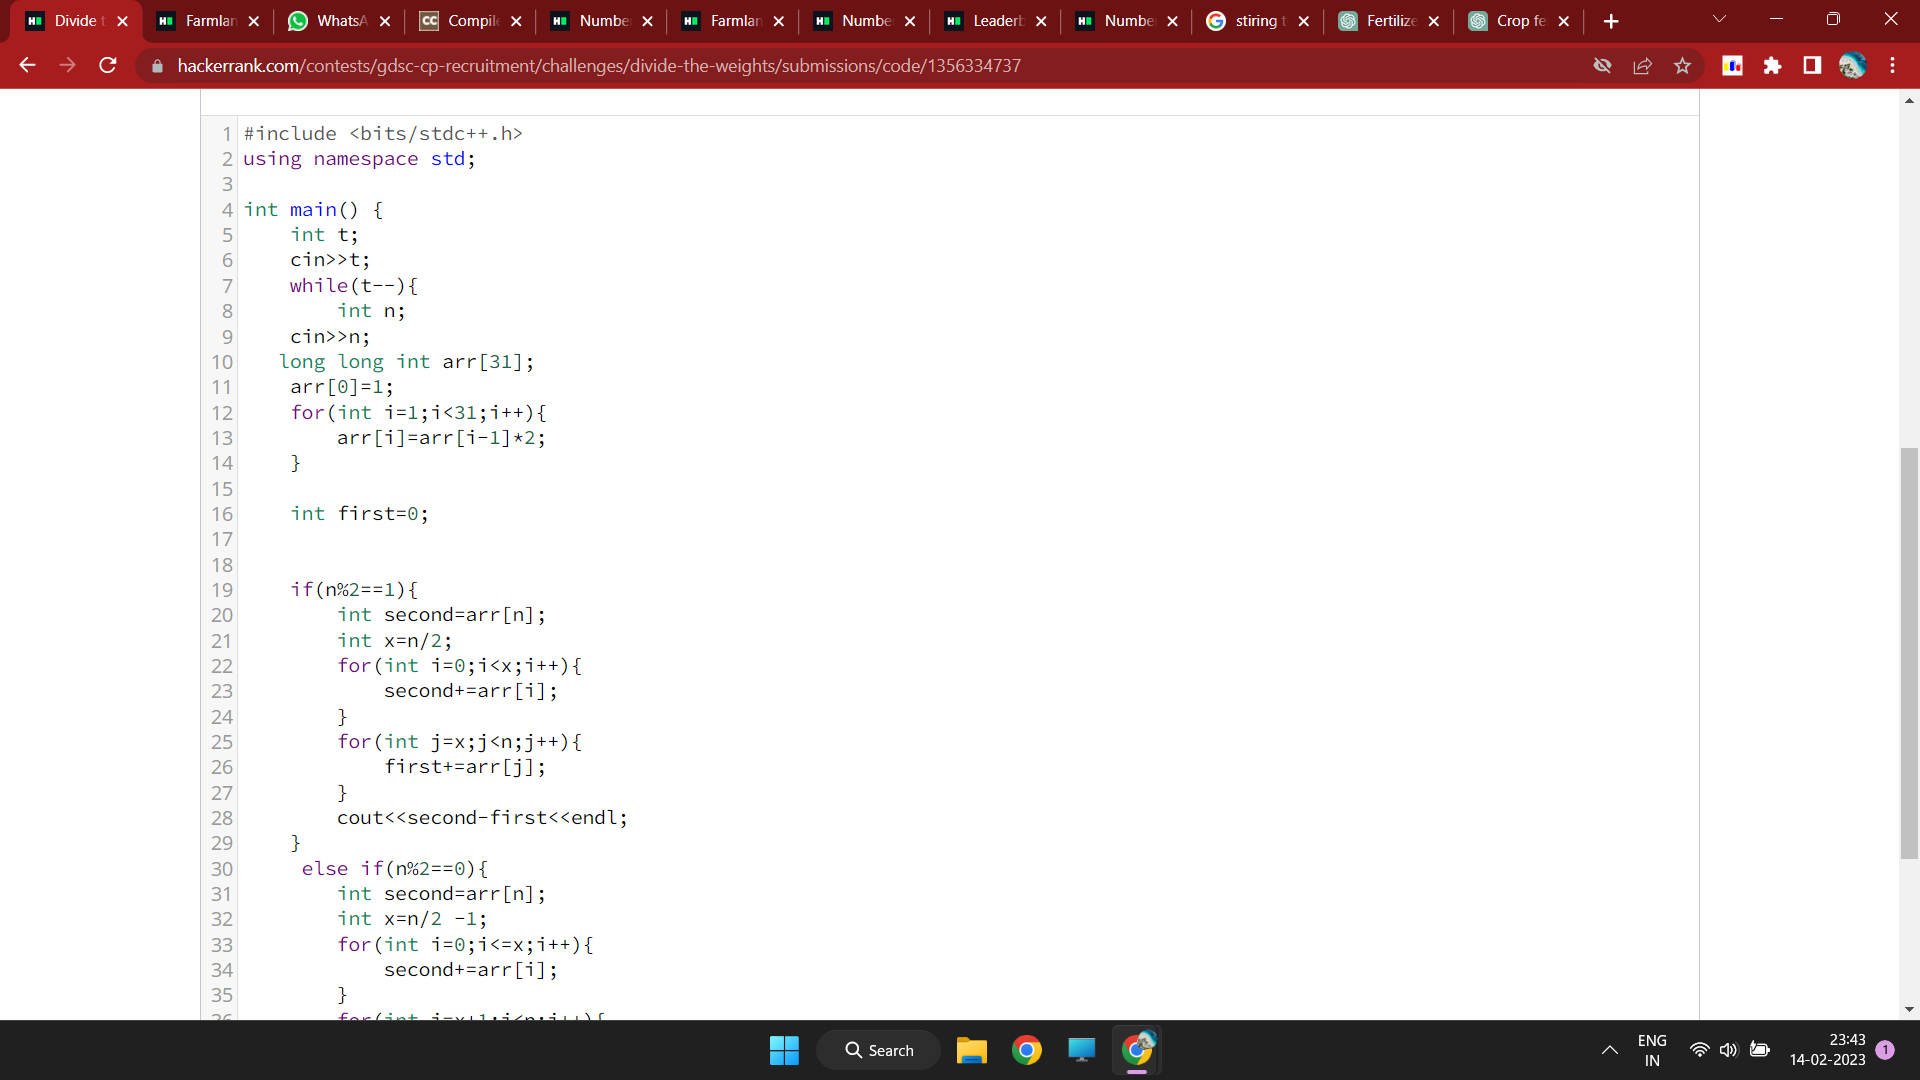 Divide t
Farmlan
WhatsA
CC Compile
Numbe
Farmlan
Numbe
Leaderb
Numbe
stiring t
Fertilize
Crop fe
hackerrank.com/contests/gdsc-cp-recruitment/challenges/divide-the-weights/submissions/code/1356334737
1 #include <bits/stdc++.h>
2 using namespace std;
3
4 int main() {
5     int t;
6     cin>>t;
7     while(t--){
8         int n;
9     cin>>n;
10    long long int arr[31];
11     arr[0]=1;
12     for(int i=1;i<31;i++){
13         arr[i]=arr[i-1]*2;
14     }
15
16     int first=0;
17
18
19     if(n%2==1){
20         int second=arr[n];
21         int x=n/2;
22         for(int i=0;i<x;i++){
23             second+=arr[i];
24         }
25         for(int j=x;j<n;j++){
26             first+=arr[j];
27         }
28         cout<<second-first<<endl;
29     }
30      else if(n%2==0){
31         int second=arr[n];
32         int x=n/2 -1;
33         for(int i=0;i<=x;i++){
34             second+=arr[i];
35         }
36         for(int j=x+1;j<n;j++){
Search
ENG
IN
23:43
14-02-2023
1